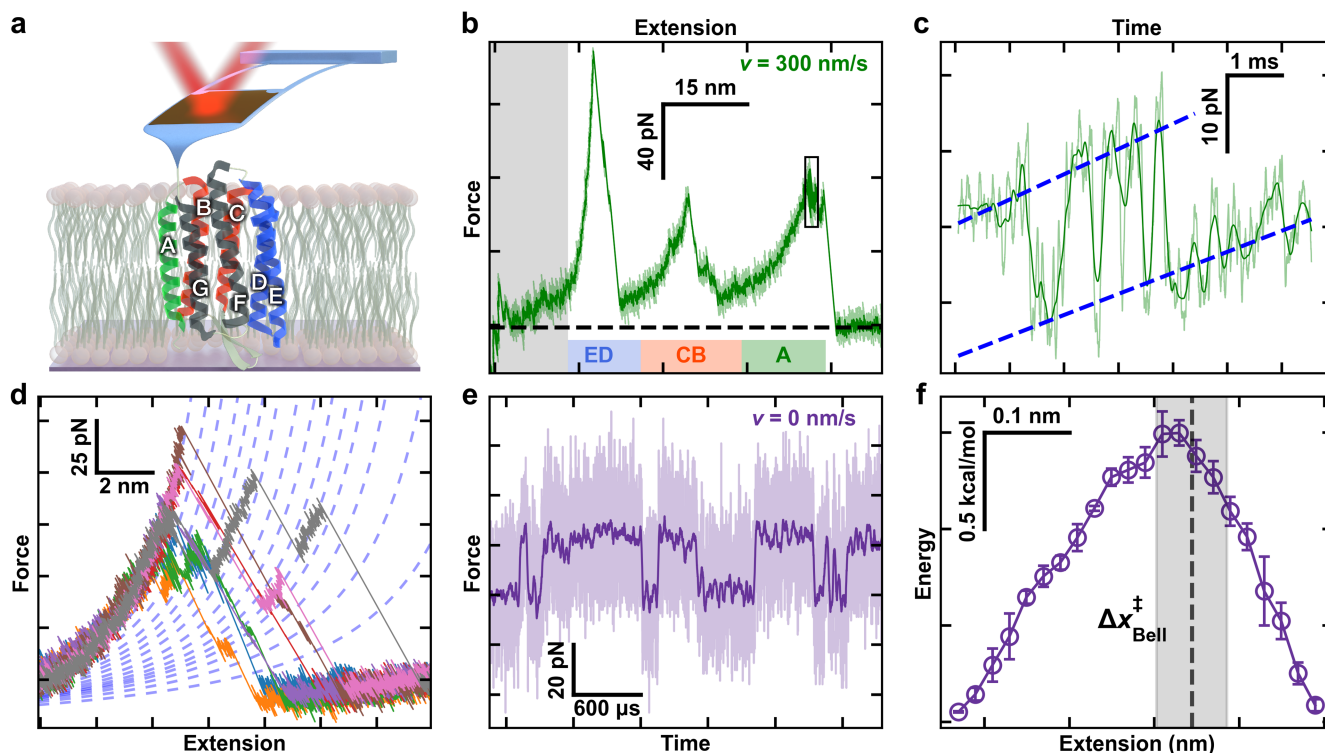 a
A
B
C
G
F
D
E
b
Extension
v = 300 nm/s
15 nm
40 pN
Force
ED
CB
A
c
Time
1 ms
10 pN
d
25 pN
2 nm
Force
Extension
e
v = 0 nm/s
Force
20 pN
600 µs
Time
f
0.1 nm
0.5 kcal/mol
Energy
Δx‡Bell
Extension (nm)